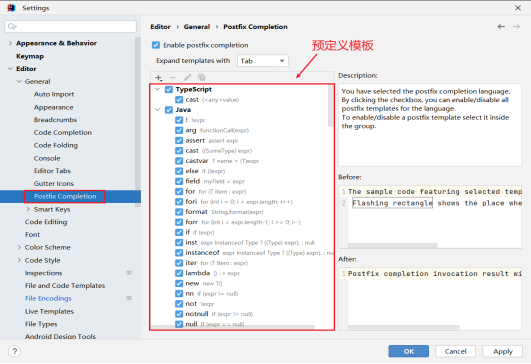 Settings
Editor › General › Postfix Completion
Appearance & Behavior
Keymap
Editor
General
Auto Import
Appearance
Breadcrumbs
Code Completion
Code Folding
Console
Editor Tabs
Gutter Icons
Postfix Completion
Smart Keys
Code Editing
Font
Color Scheme
Code Style
Inspections
File and Code Templates
File Encodings
Live Templates
File Types
Android Design Tools
Enable postfix completion
预定义模板
Expand templates with Tab
TypeScript
cast (<any>value)
Java
! !expr
arg functionCall(expr)
assert assert expr
cast ((SomeType) expr)
castvar T name = (T)expr
else if (!expr)
field myField = expr
for for (T item : expr)
fori for (int i = 0; i < expr.length; i++)
format String.format(expr)
forr for (int i = expr.length-1; i >= 0; i--)
if if (expr)
inst expr instanceof Type ? ((Type) expr). : null
instanceof expr instanceof Type ? ((Type) expr). : null
iter for (T item : expr)
lambda () -> expr
new new T()
nn if (expr != null)
not !expr
notnull if (expr != null)
null if (expr == null)
Description:
You have selected the postfix completion language.
By clicking the checkbox, you can enable/disable all
postfix templates for the language.
To enable/disable a postfix template select it inside
the group.
Before:
1 The sample code featuring selected temp
2 Flashing rectangle shows the place whe
After:
1 Postfix completion invocation result wi
?
OK
Cancel
Apply